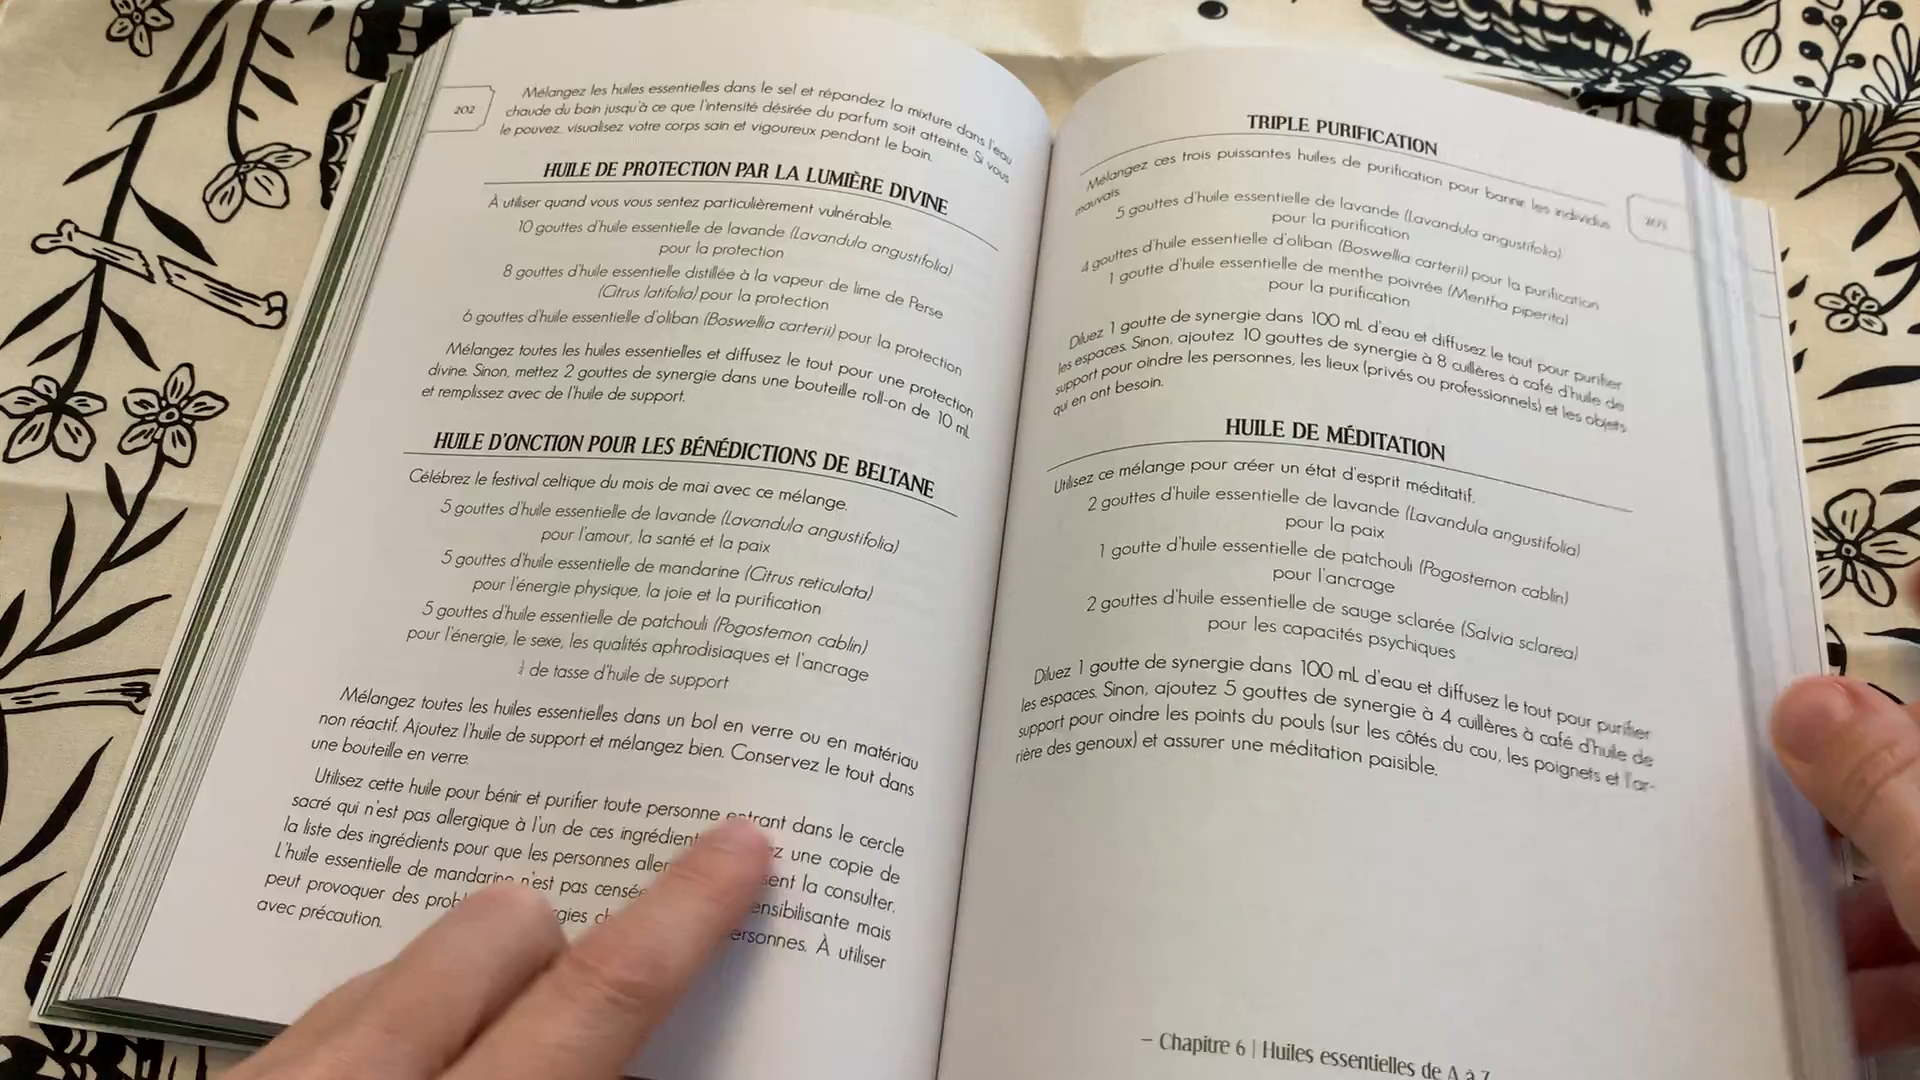 202
Mélangez les huiles essentielles dans le sel et répandez la mixture dans l'eau
chaude du bain jusqu'à ce que l'intensité désirée du parfum soit atteinte. Si vous
le pouvez, visualisez votre corps sain et vigoureux pendant le bain.
HUILE DE PROTECTION PAR LA LUMIÈRE DIVINE
À utiliser quand vous vous sentez particulièrement vulnérable.
10 gouttes d'huile essentielle de lavande (Lavandula angustifolia)
pour la protection
8 gouttes d'huile essentielle distillée à la vapeur de lime de Perse
(Citrus latifolia) pour la protection
6 gouttes d'huile essentielle d'oliban (Boswellia carterii) pour la protection
Mélangez toutes les huiles essentielles et diffusez le tout pour une protection
divine. Sinon, mettez 2 gouttes de synergie dans une bouteille roll-on de 10 mL
et remplissez avec de l'huile de support.
HUILE D'ONCTION POUR LES BÉNÉDICTIONS DE BELTANE
Célébrez le festival celtique du mois de mai avec ce mélange.
5 gouttes d'huile essentielle de lavande (Lavandula angustifolia)
pour l'amour, la santé et la paix
5 gouttes d'huile essentielle de mandarine (Citrus reticulata)
pour l'énergie physique, la joie et la purification
5 gouttes d'huile essentielle de patchouli (Pogostemon cablin)
pour l'énergie, le sexe, les qualités aphrodisiaques et l'ancrage
de tasse d'huile de support
Mélangez toutes les huiles essentielles dans un bol en verre ou en matériau
non réactif. Ajoutez l'huile de support et mélangez bien. Conservez le tout dans
une bouteille en verre.
Utilisez cette huile pour bénir et purifier toute personne entrant dans le cercle
sacré qui n'est pas allergique à l'un de ces une copie de
la liste des ingrédients pour que les personnes la consulter.
L'huile essentielle de mandarine n'est pas mais
peut provoquer des À utiliser
avec précaution.
TRIPLE PURIFICATION
Mélangez ces trois puissantes huiles de purification pour bannir les individus
mauvais
5 gouttes d'huile essentielle de lavande (Lavandula angustifolia)
pour la purification
4 gouttes d'huile essentielle d'oliban (Boswellia carterii) pour la purification
1 goutte d'huile essentielle de menthe poivrée (Mentha piperita)
pour la purification
Diluez 1 goutte de synergie dans 100 mL d'eau et diffusez le tout pour purifier
les espaces. Sinon, ajoutez 10 gouttes de synergie à 8 cuillères à café d'huile de
support pour oindre les personnes, les lieux (privés ou professionnels) et les objets
qui en ont besoin.
HUILE DE MÉDITATION
Utilisez ce mélange pour créer un état d'esprit méditatif.
2 gouttes d'huile essentielle de lavande (Lavandula angustifolia)
pour la paix
1 goutte d'huile essentielle de patchouli (Pogostemon cablin)
pour l'ancrage
2 gouttes d'huile essentielle de sauge sclarée (Salvia sclarea)
pour les capacités psychiques
Diluez 1 goutte de synergie dans 100 mL d'eau et diffusez le tout pour purifier
les espaces. Sinon, ajoutez 5 gouttes de synergie à 4 cuillères à café d'huile de
support pour oindre les points du pouls (sur les côtés du cou, les poignets et l'ar-
rière des genoux) et assurer une méditation paisible.
– Chapitre 6 | Huiles essentielles de A à Z